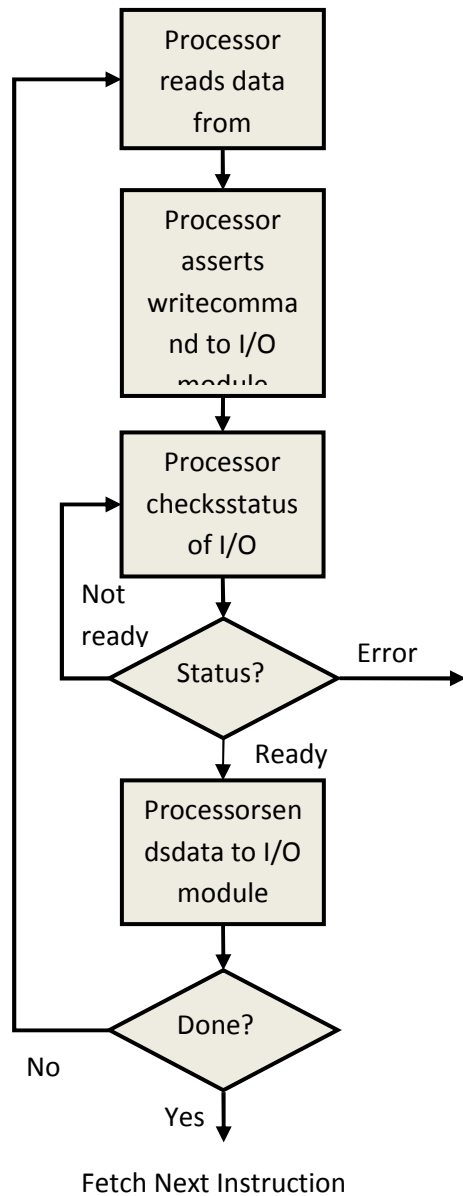 Processor
reads data
from
Processor
asserts
writecomma
nd to I/O
module
Processor
checksstatus
of I/O
Not
ready
Status?
Error
Ready
Processorsen
dsdata to I/O
module
Done?
No
Yes
Fetch Next Instruction